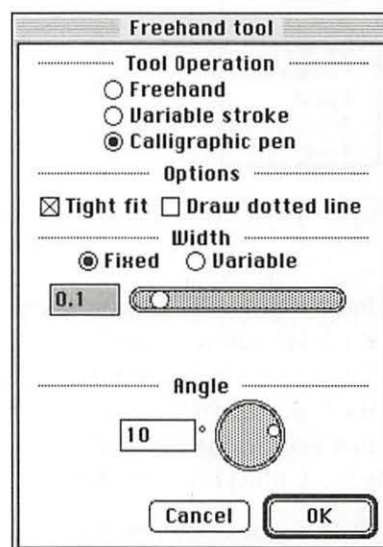 Freehand tool
Tool Operation
Freehand
Variable stroke
Calligraphic pen
Options
Tight fit Draw dotted line
Width
Fixed Variable
0.1
Angle
10 °
Cancel OK